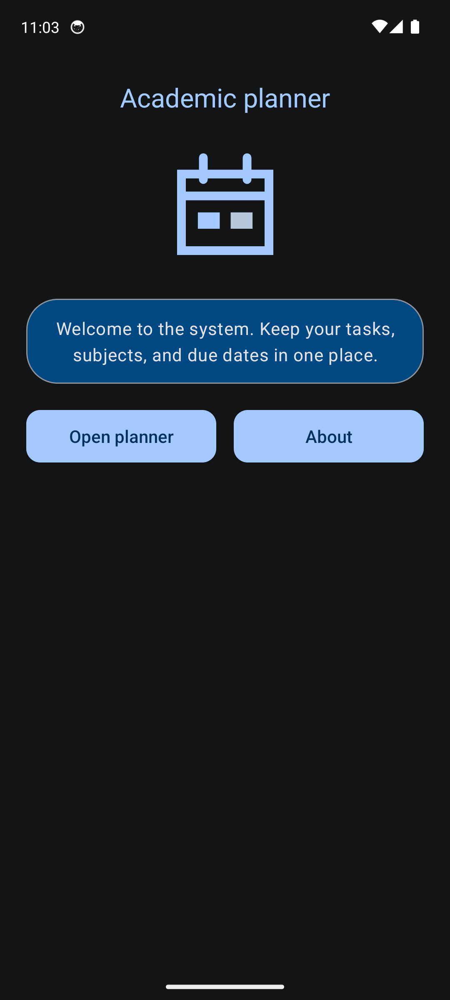 11:03
Academic planner
Welcome to the system. Keep your tasks,
subjects, and due dates in one place.
Open planner
About